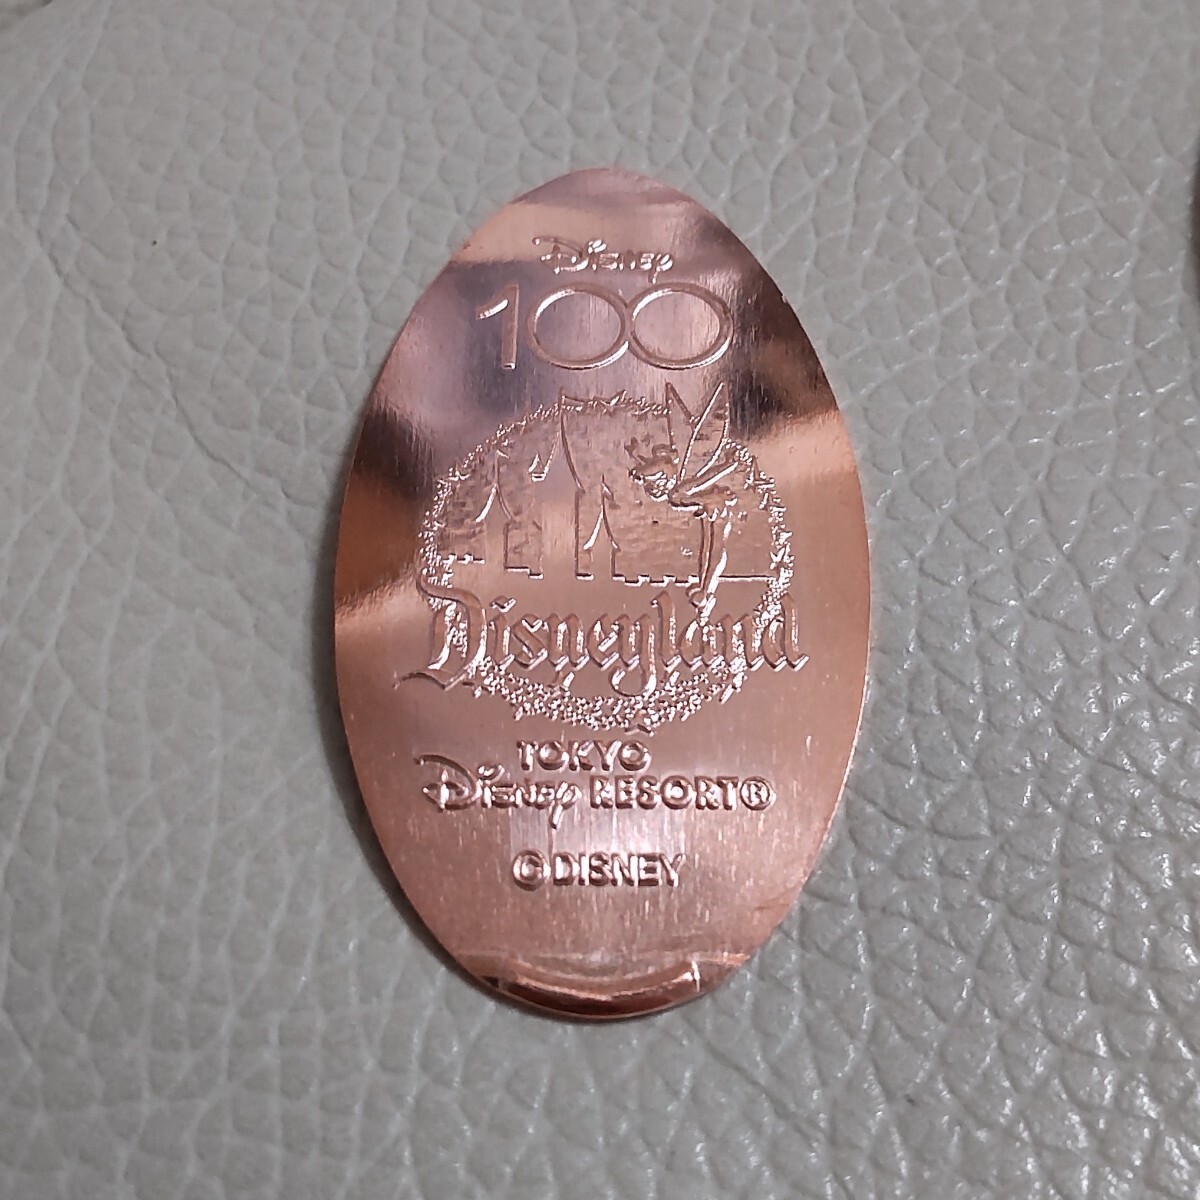 Disney
100
Disneyland
TOKYO
Disney RESORT®
© DISNEY